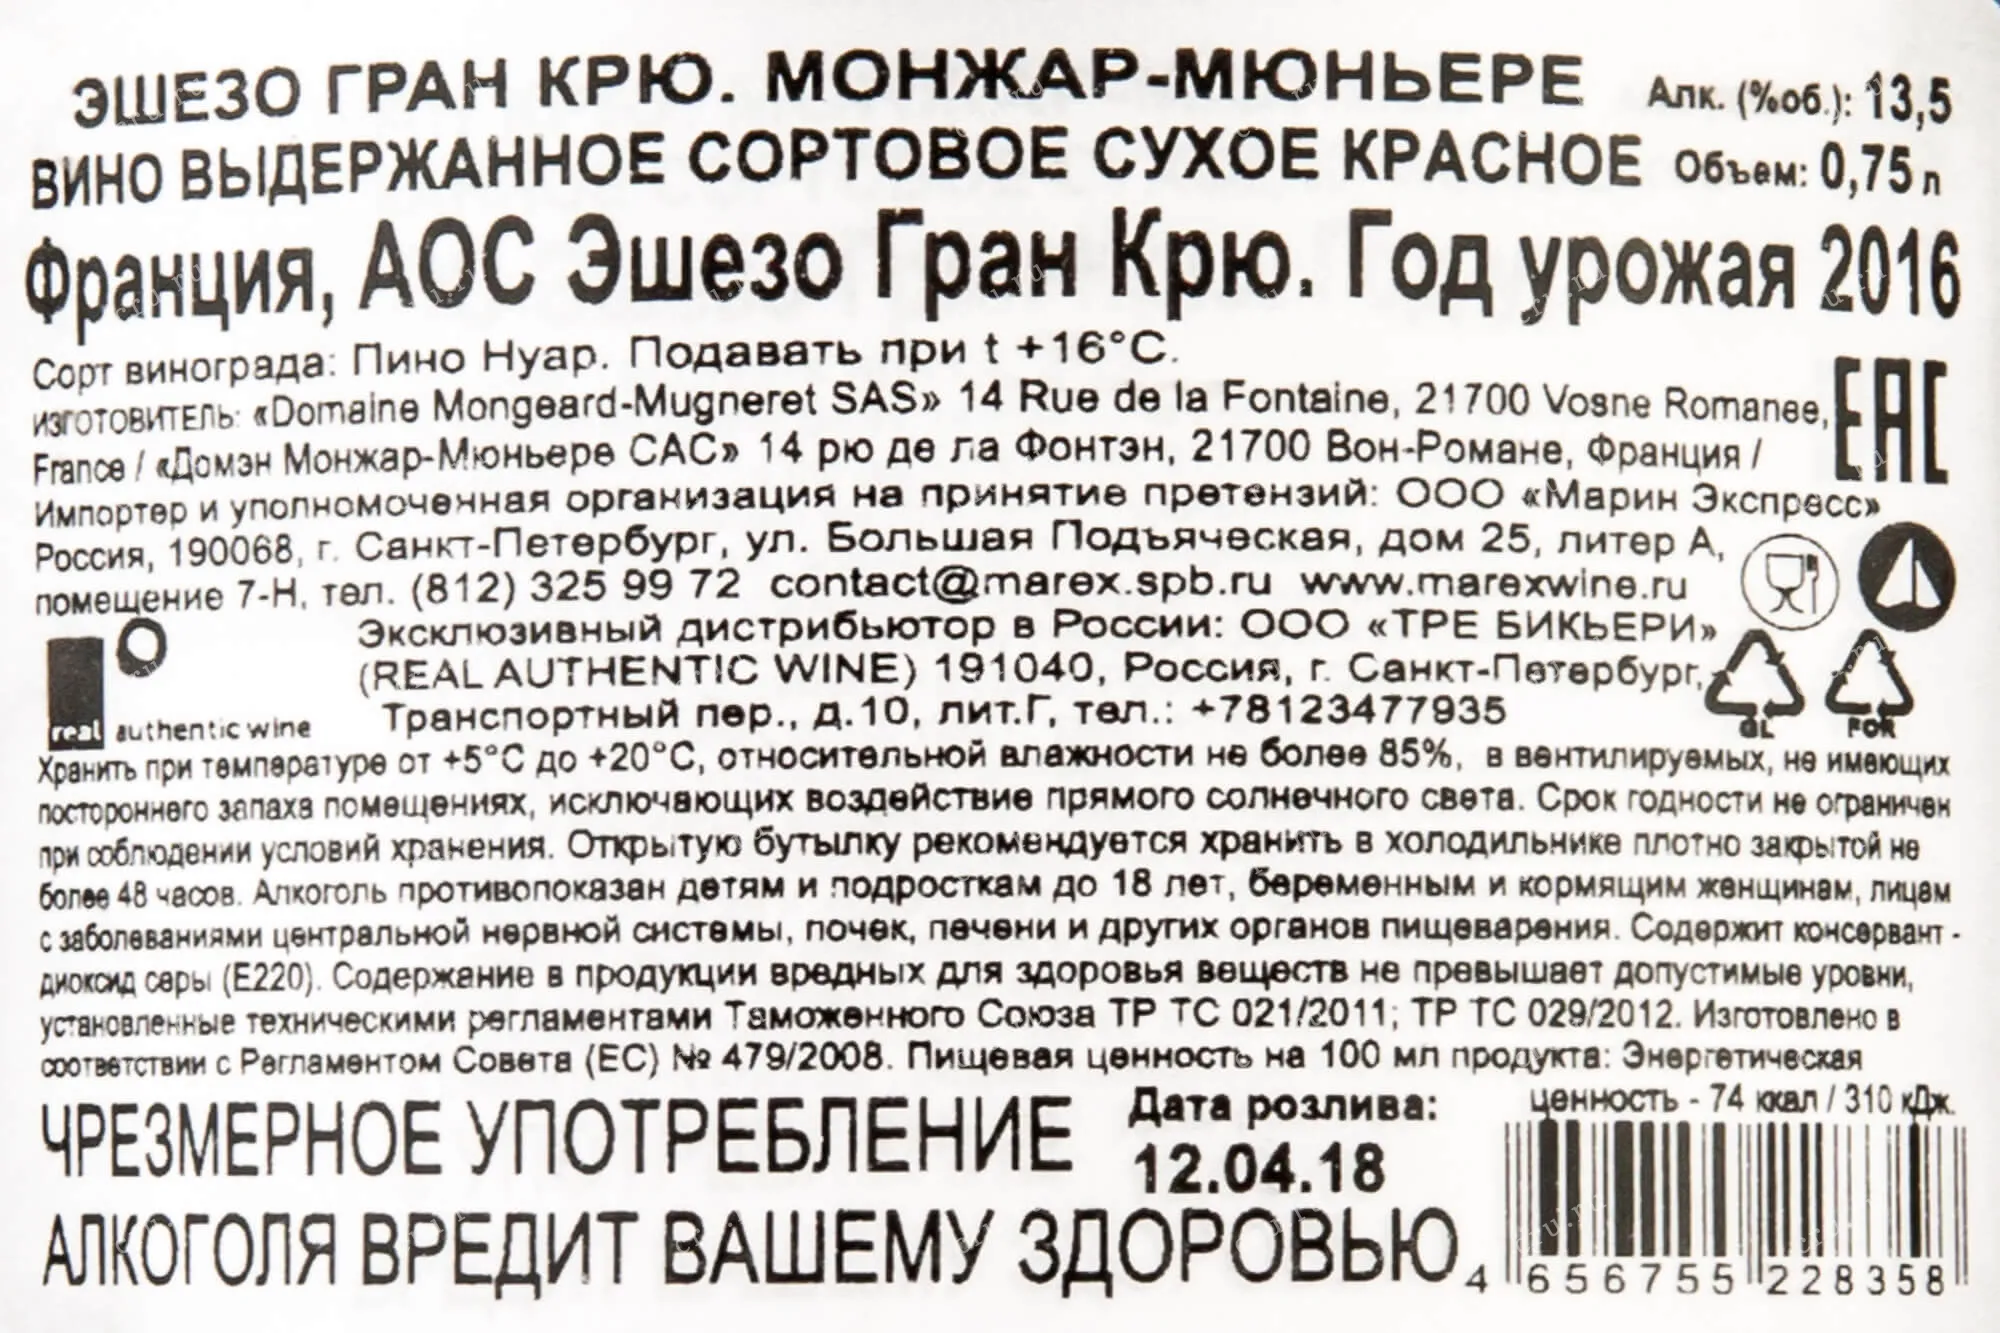 ЭШЕЗО ГРАН КРЮ. МОНЖАР-МЮНЬЕРЕ Алк. (%об.): 13,5
ВИНО ВЫДЕРЖАННОЕ СОРТОВОЕ СУХОЕ КРАСНОЕ Объем: 0,75 л
Франция, АОС Эшезо Гран Крю. Год урожая 2016
Сорт винограда: Пино Нуар. Подавать при t +16°С.
ИЗГОТОВИТЕЛЬ: «Domaine Mongeard-Mugneret SAS» 14 Rue de la Fontaine, 21700 Vosne Romanee,
France / «Домэн Монжар-Мюньере САС» 14 рю де ла Фонтэн, 21700 Вон-Романе, Франция /
EAC
Импортер и уполномоченная организация на принятие претензий: ООО «Марин Экспресс»
Россия, 190068, г. Санкт-Петербург, ул. Большая Подъяческая, дом 25, литер А,
помещение 7-Н, тел. (812) 325 99 72 contact@marex.spb.ru www.marexwine.ru
Эксклюзивный дистрибьютор в России: ООО «ТРЕ БИКЬЕРИ»
(REAL AUTHENTIC WINE) 191040, Россия, г. Санкт-Петербург,
Транспортный пер., д.10, лит.Г, тел.: +78123477935
real authentic wine
GL FOR
Хранить при температуре от +5°С до +20°С, относительной влажности не более 85%, в вентилируемых, не имеющих
постороннего запаха помещениях, исключающих воздействие прямого солнечного света. Срок годности не ограничен
при соблюдении условий хранения. Открытую бутылку рекомендуется хранить в холодильнике плотно закрытой не
более 48 часов. Алкоголь противопоказан детям и подросткам до 18 лет, беременным и кормящим женщинам, лицам
с заболеваниями центральной нервной системы, почек, печени и других органов пищеварения. Содержит консервант -
диоксид серы (Е220). Содержание в продукции вредных для здоровья веществ не превышает допустимые уровни,
установленные техническими регламентами Таможенного Союза ТР ТС 021/2011; ТР ТС 029/2012. Изготовлено в
соответствии с Регламентом Совета (ЕС) № 479/2008. Пищевая ценность на 100 мл продукта: Энергетическая
ценность - 74 ккал / 310 кДж.
ЧРЕЗМЕРНОЕ УПОТРЕБЛЕНИЕ
АЛКОГОЛЯ ВРЕДИТ ВАШЕМУ ЗДОРОВЬЮ
Дата розлива:
12.04.18
4 656755 228358